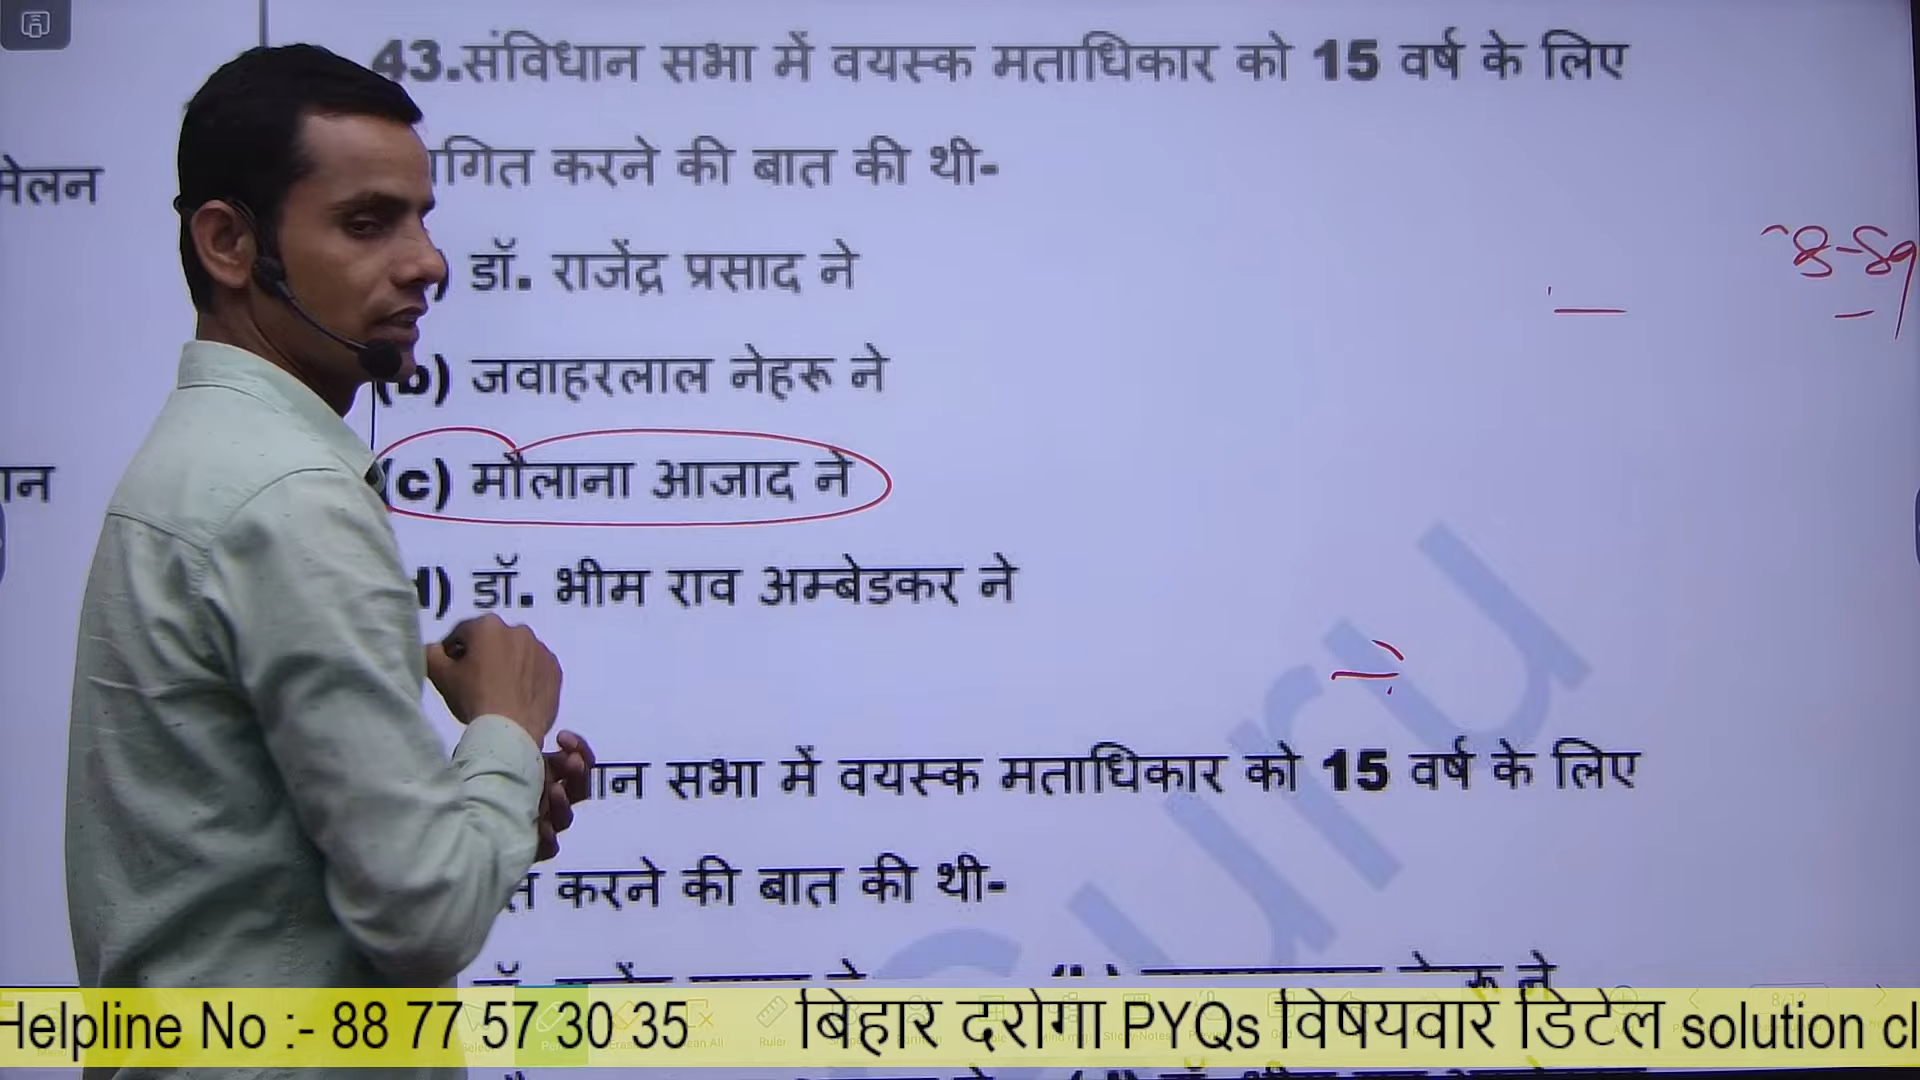 43.संविधान सभा में वयस्क मताधिकार को 15 वर्ष के लिए
करने की बात की थी-
डॉ. राजेंद्र प्रसाद ने
(b) जवाहरलाल नेहरू ने
(c) मौलाना आजाद ने
डॉ. भीम राव अम्बेडकर ने
सभा में वयस्क मताधिकार को 15 वर्ष के लिए
करने की बात की थी-
Helpline No :- 88 77 57 30 35 बिहार दरोगा PYQs विषयवार डिटेल solution cl